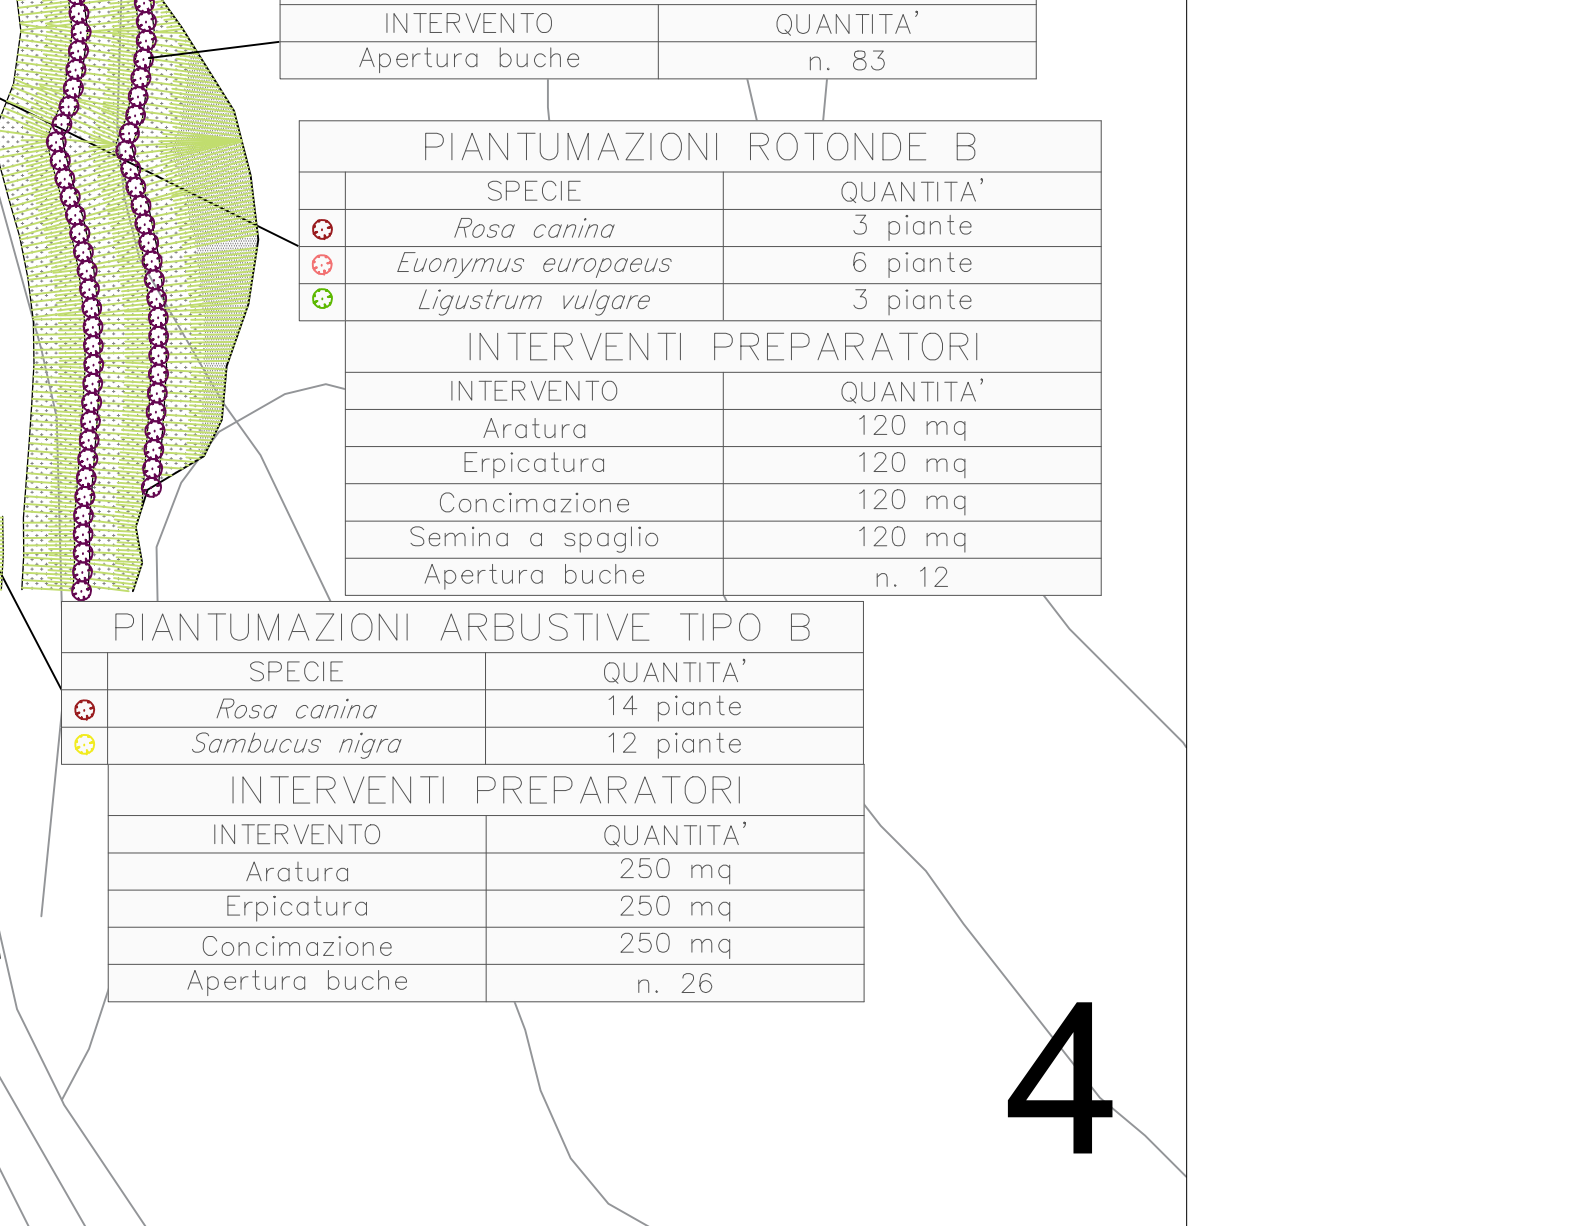 INTERVENTO QUANTITA'
Apertura buche n. 83
PIANTUMAZIONI ROTONDE B
SPECIE QUANTITA'
Rosa canina 3 piante
Euonymus europaeus 6 piante
Ligustrum vulgare 3 piante
INTERVENTI PREPARATORI
INTERVENTO QUANTITA'
Aratura 120 mq
Erpicatura 120 mq
Concimazione 120 mq
Semina a spaglio 120 mq
Apertura buche n. 12
PIANTUMAZIONI ARBUSTIVE TIPO B
SPECIE QUANTITA'
Rosa canina 14 piante
Sambucus nigra 12 piante
INTERVENTI PREPARATORI
INTERVENTO QUANTITA'
Aratura 250 mq
Erpicatura 250 mq
Concimazione 250 mq
Apertura buche n. 26
4